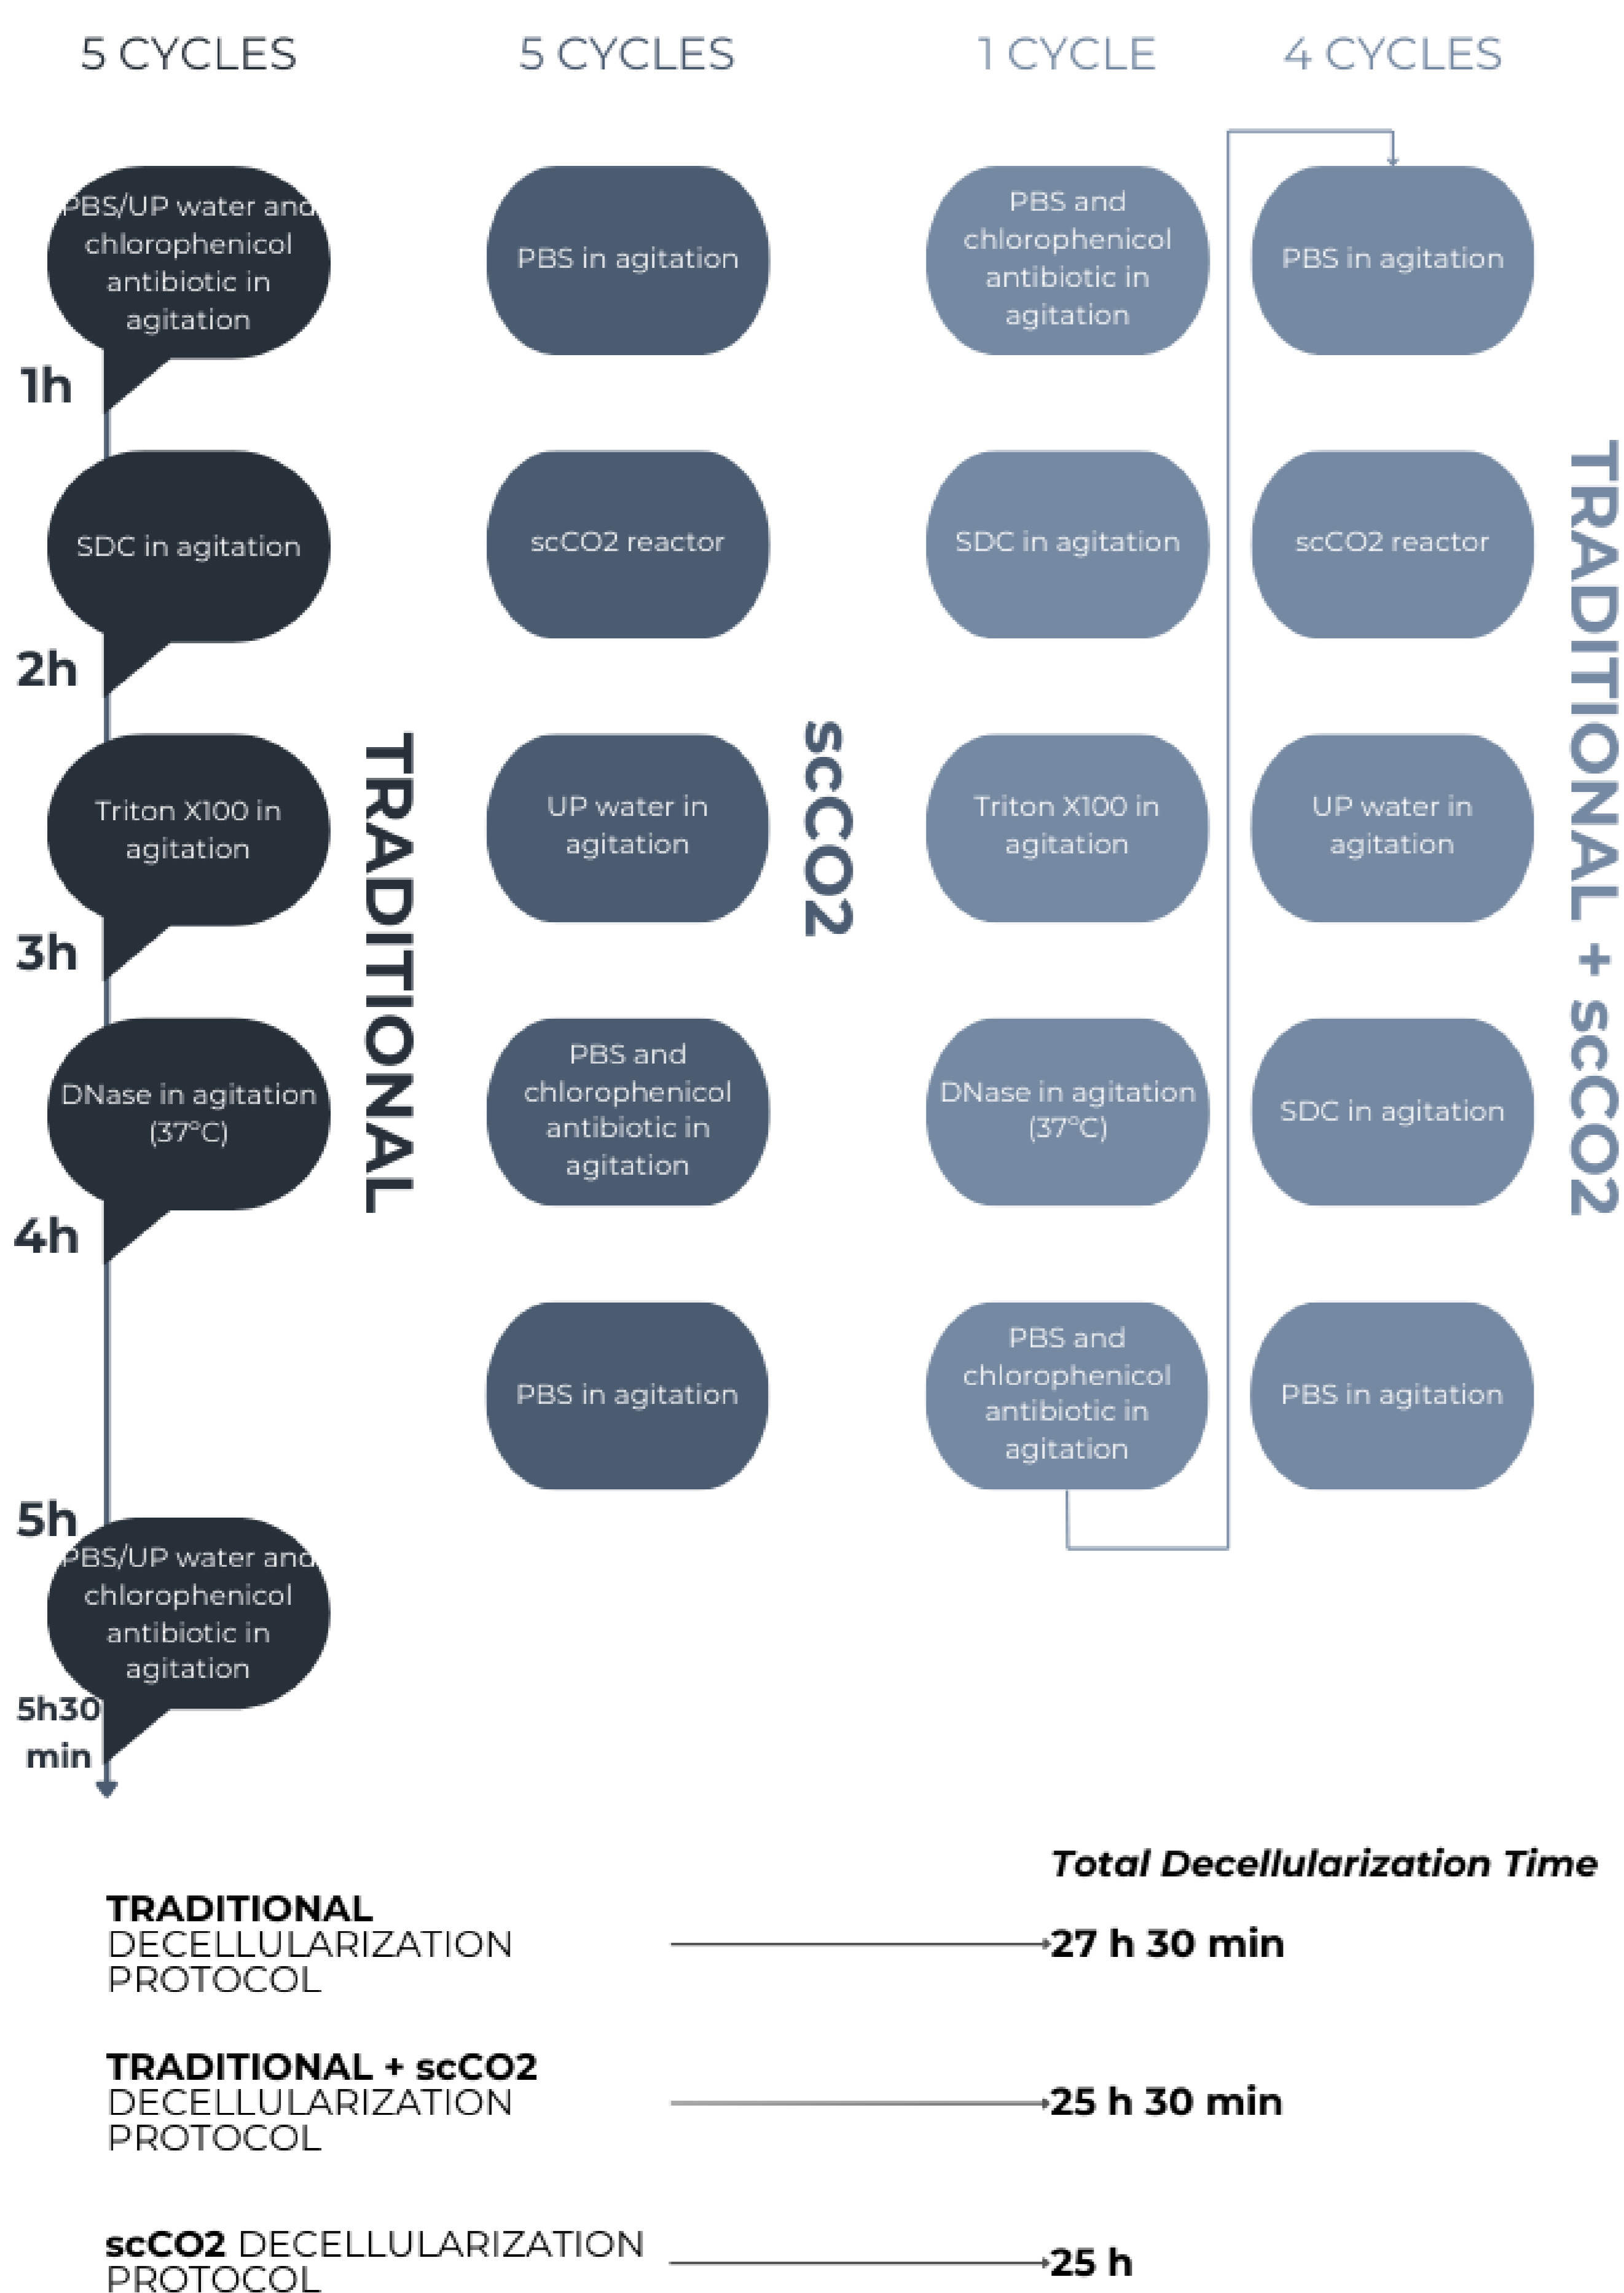 5 CYCLES
5 CYCLES
1 CYCLE
4 CYCLES
PBS/UP water and
chlorophenicol
antibiotic in
agitation
1h
SDC in agitation
2h
Triton X100 in
agitation
3h
DNase in agitation
(37°C)
4h
5h
PBS/UP water and
chlorophenicol
antibiotic in
agitation
5h30
min
TRADITIONAL
PBS in agitation
scCO2 reactor
UP water in
agitation
PBS and
chlorophenicol
antibiotic in
agitation
PBS in agitation
scCO2
PBS and
chlorophenicol
antibiotic in
agitation
SDC in agitation
Triton X100 in
agitation
DNase in agitation
(37°C)
PBS and
chlorophenicol
antibiotic in
agitation
PBS in agitation
scCO2 reactor
UP water in
agitation
SDC in agitation
PBS in agitation
TRADITIONAL + scCO2
Total Decellularization Time
TRADITIONAL
DECELLULARIZATION
PROTOCOL
27 h 30 min
TRADITIONAL + scCO2
DECELLULARIZATION
PROTOCOL
25 h 30 min
scCO2 DECELLULARIZATION
PROTOCOL
25 h